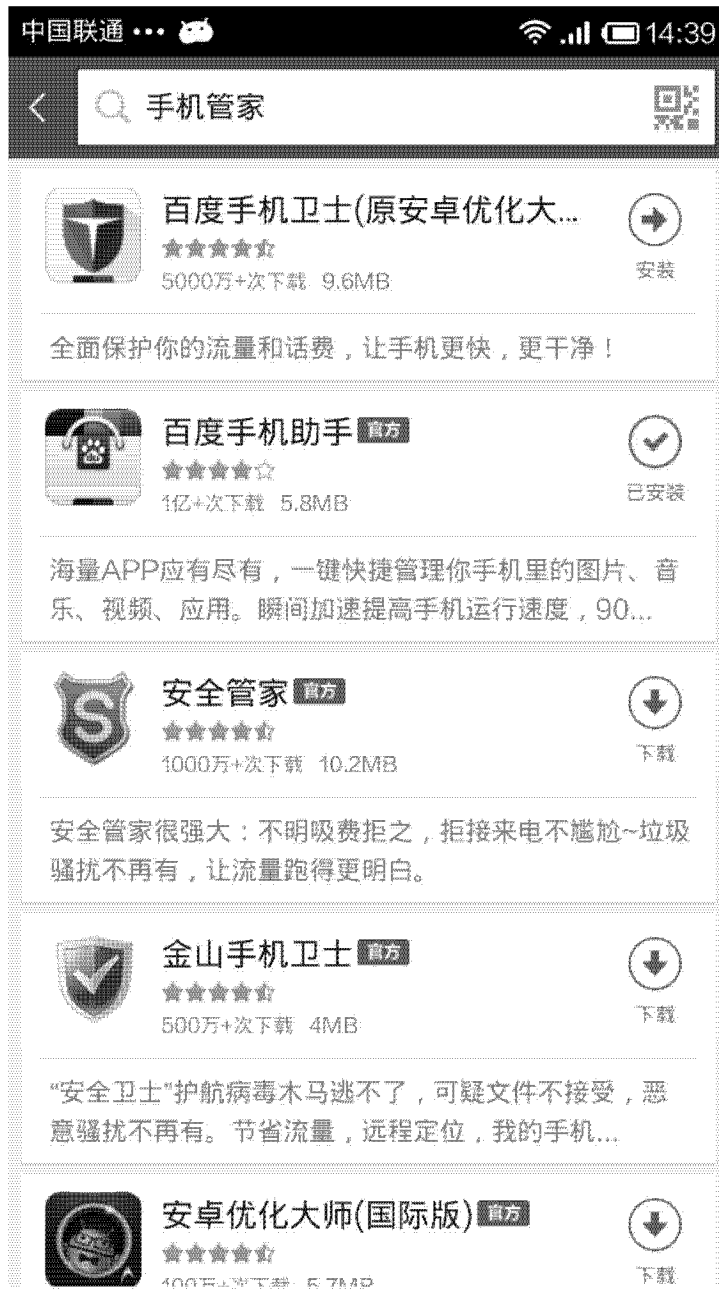 中国联通 ••• 14:39
手机管家
百度手机卫士(原安卓优化大...
5000万+次下载 9.6MB
安装
全面保护你的流量和话费，让手机更快，更干净！
百度手机助手 官方
1亿+次下载 5.8MB
已安装
海量APP应有尽有，一键快捷管理你手机里的图片、音
乐、视频、应用。瞬间加速提高手机运行速度，90...
安全管家 官方
1000万+次下载 10.2MB
下载
安全管家很强大：不明吸费拒之，拒接来电不尴尬~垃圾
骚扰不再有，让流量跑得更明白。
金山手机卫士 官方
500万+次下载 4MB
下载
“安全卫士”护航病毒木马逃不了，可疑文件不接受，恶
意骚扰不再有。节省流量，远程定位，我的手机...
安卓优化大师(国际版) 官方
100万+次下载 5.7MB
下载